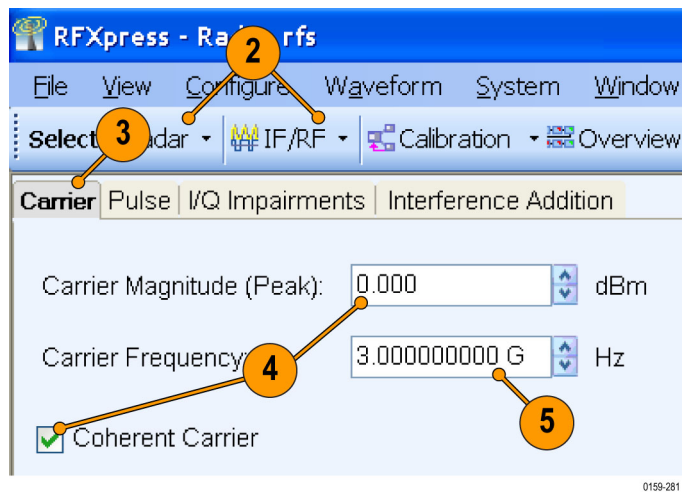 RFXpress - Ra rfs
2
File View Configure Waveform System Window
Select adar IF/RF Calibration Overview
3
Carrier Pulse I/Q Impairments Interference Addition
Carrier Magnitude (Peak): 0.000 dBm
Carrier Frequency: 3.000000000 G Hz
4
5
Coherent Carrier
0159-281